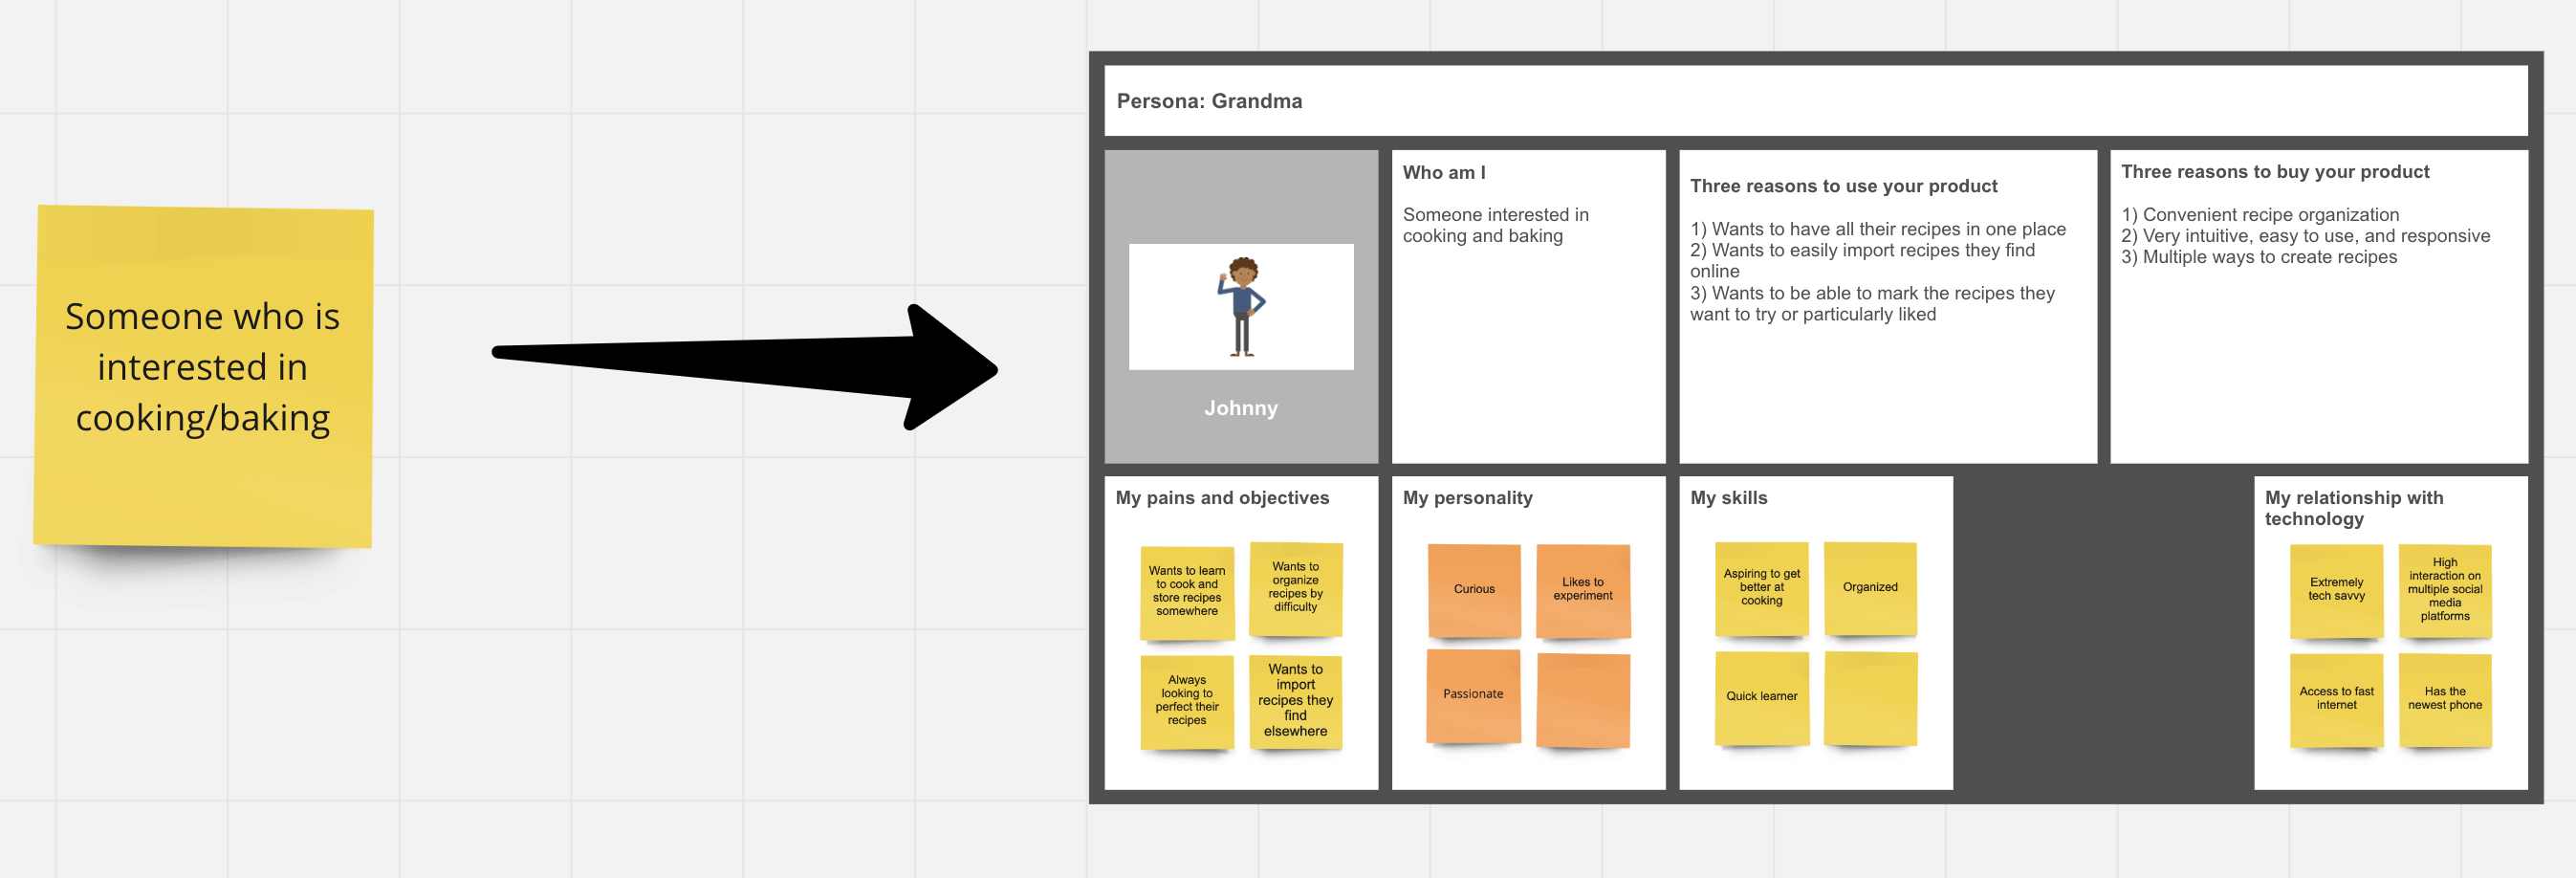 Someone who is
interested in
cooking/baking
Persona: Grandma
Johnny
Who am I
Someone interested in
cooking and baking
Three reasons to use your product
1) Wants to have all their recipes in one place
2) Wants to easily import recipes they find
online
3) Wants to be able to mark the recipes they
want to try or particularly liked
Three reasons to buy your product
1) Convenient recipe organization
2) Very intuitive, easy to use, and responsive
3) Multiple ways to create recipes
My pains and objectives
Wants to learn
to cook and
store recipes
somewhere
Wants to
organize
recipes by
difficulty
Always
looking to
perfect their
recipes
Wants to
import
recipes they
find
elsewhere
My personality
Curious
Likes to
experiment
Passionate
My skills
Aspiring to get
better at
cooking
Organized
Quick learner
My relationship with
technology
Extremely
tech savvy
High
interaction on
multiple social
media
platforms
Access to fast
internet
Has the
newest phone